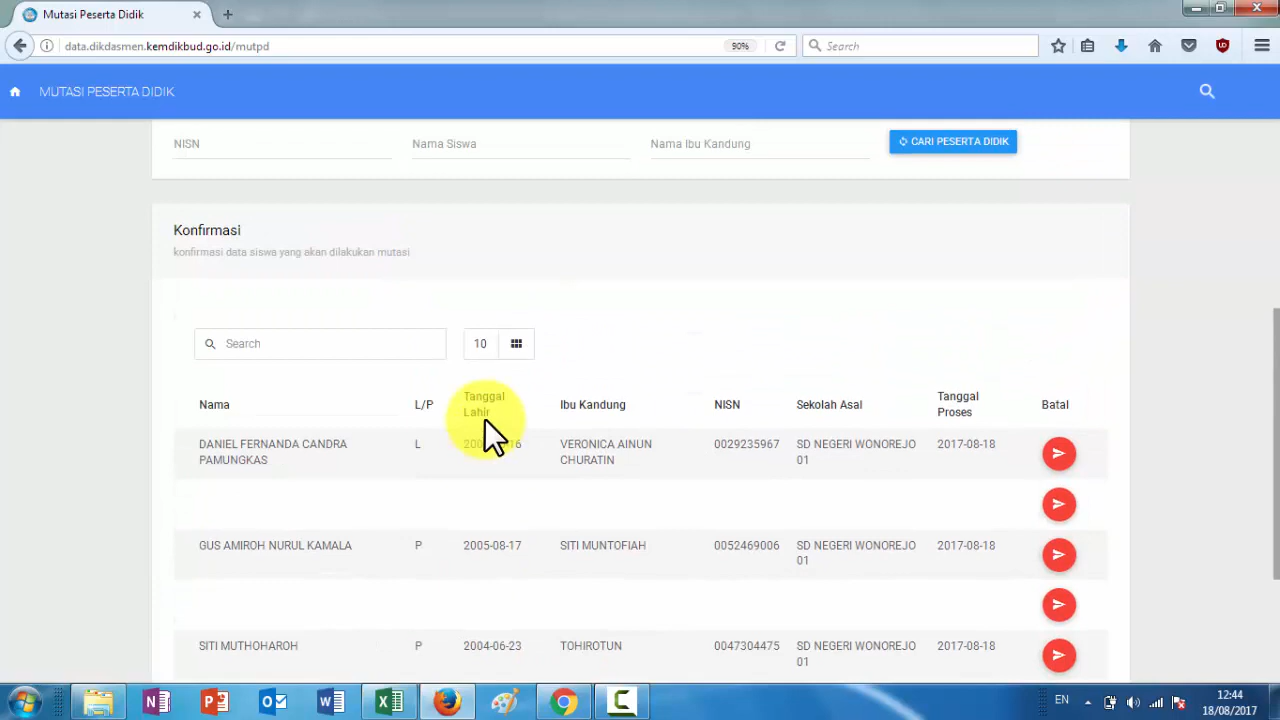 Mutasi Peserta Didik
data.dikdasmen.kemdikbud.go.id/mutpd
90%
Search
MUTASI PESERTA DIDIK
NISN
Nama Siswa
Nama Ibu Kandung
CARI PESERTA DIDIK
Konfirmasi
konfirmasi data siswa yang akan dilakukan mutasi
Search
10
Nama
L/P
Tanggal
Lahir
Ibu Kandung
NISN
Sekolah Asal
Tanggal
Proses
Batal
DANIEL FERNANDA CANDRA
PAMUNGKAS
L
VERONICA AINUN
CHURATIN
0029235967
SD NEGERI WONOREJO
01
2017-08-18
GUS AMIROH NURUL KAMALA
P
2005-08-17
SITI MUNTOFIAH
0052469006
SD NEGERI WONOREJO
01
2017-08-18
SITI MUTHOHAROH
P
2004-06-23
TOHIROTUN
0047304475
SD NEGERI WONOREJO
01
2017-08-18
EN
12:44
18/08/2017